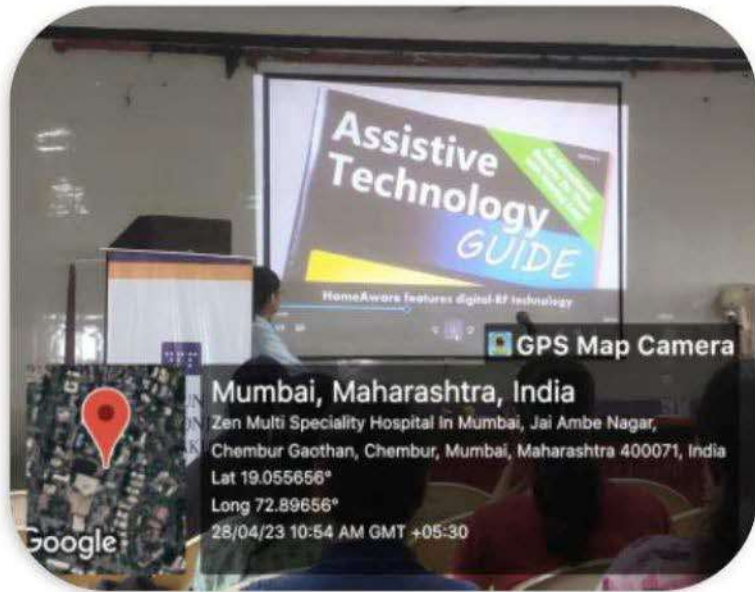 Assistive
Technology
GUIDE
HomeAware features digital-RF technology
GPS Map Camera
Mumbai, Maharashtra, India
Zen Multi Speciality Hospital In Mumbai, Jai Ambe Nagar,
Chembur Gaothan, Chembur, Mumbai, Maharashtra 400071, India
Lat 19.055656°
Long 72.89656°
28/04/23 10:54 AM GMT +05:30
Google